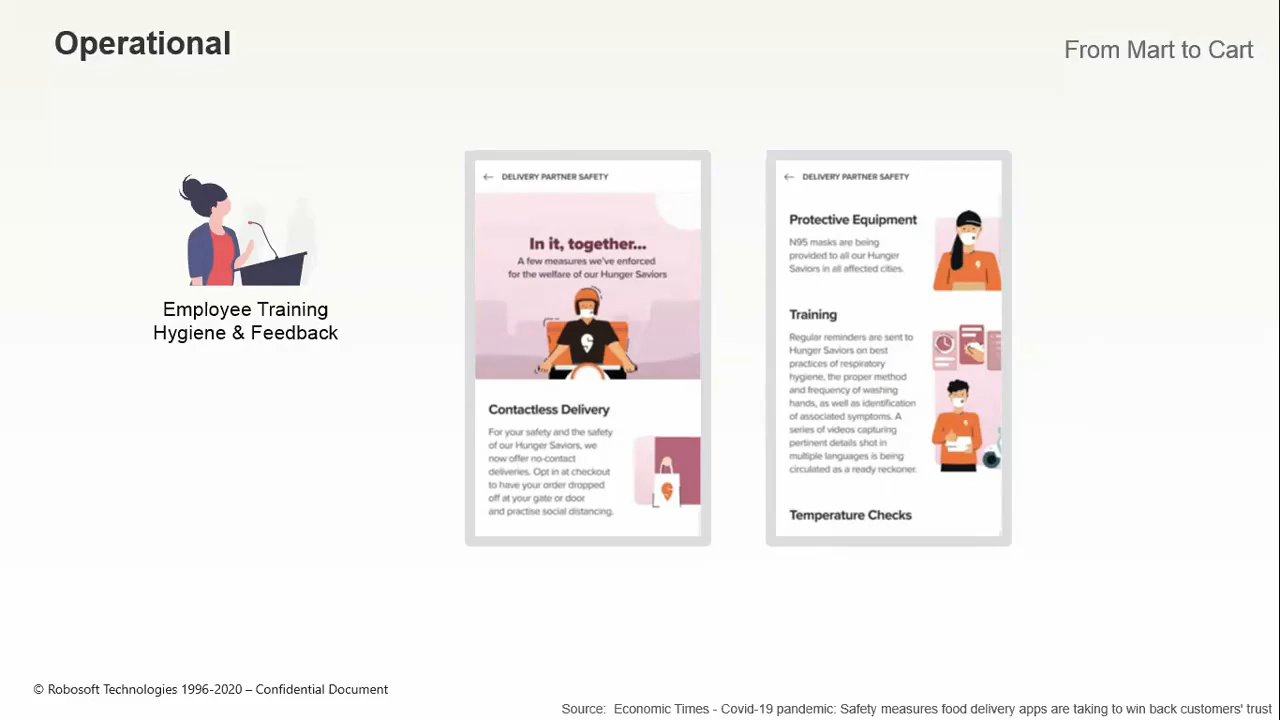 Operational
From Mart to Cart
Employee Training
Hygiene & Feedback
DELIVERY PARTNER SAFETY
In it, together...
A few measures we've enforced
for the welfare of our Hunger Saviors
Contactless Delivery
For your safety and the safety
of our Hunger Saviors, we
now offer no-contact
deliveries. Opt in at checkout
to have your order dropped
off at your gate or door
and practise social distancing.
DELIVERY PARTNER SAFETY
Protective Equipment
N95 masks are being
provided to all our Hunger
Saviors in all affected cities.
Training
Regular reminders are sent to
Hunger Saviors on best
practices of respiratory
hygiene, the proper method
and frequency of washing
hands, as well as identification
of associated symptoms. A
series of videos capturing
pertinent details shot in
multiple languages is being
circulated as a ready reckoner.
Temperature Checks
© Robosoft Technologies 1996-2020 – Confidential Document
Source: Economic Times - Covid-19 pandemic: Safety measures food delivery apps are taking to win back customers' trust